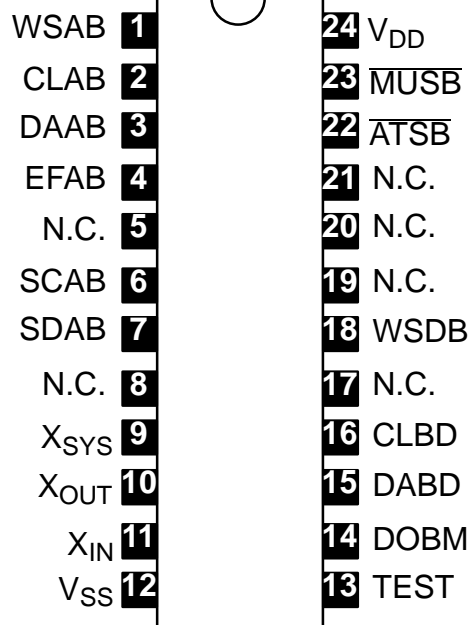 WSAB 1 24 VDD
CLAB 2 23 MUSB
DAAB 3 22 ATSB
EFAB 4 21 N.C.
N.C. 5 20 N.C.
SCAB 6 19 N.C.
SDAB 7 18 WSDB
N.C. 8 17 N.C.
XSYS 9 16 CLBD
XOUT 10 15 DABD
XIN 11 14 DOBM
VSS 12 13 TEST